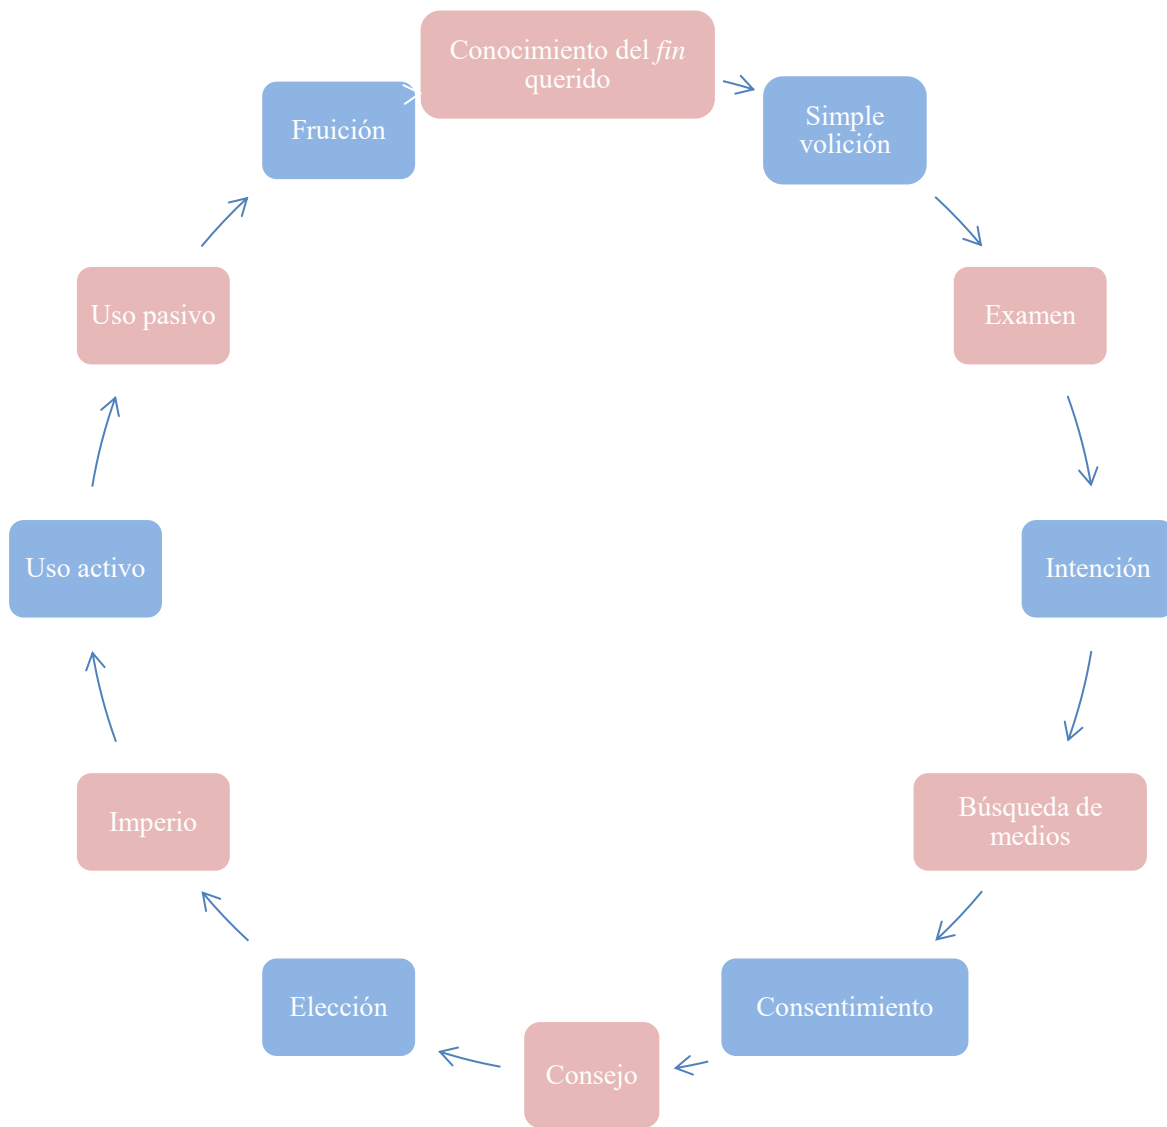 Conocimiento del fin
querido
Simple
volición
Examen
Intención
Búsqueda de
medios
Consentimiento
Consejo
Elección
Imperio
Uso activo
Uso pasivo
Fruición